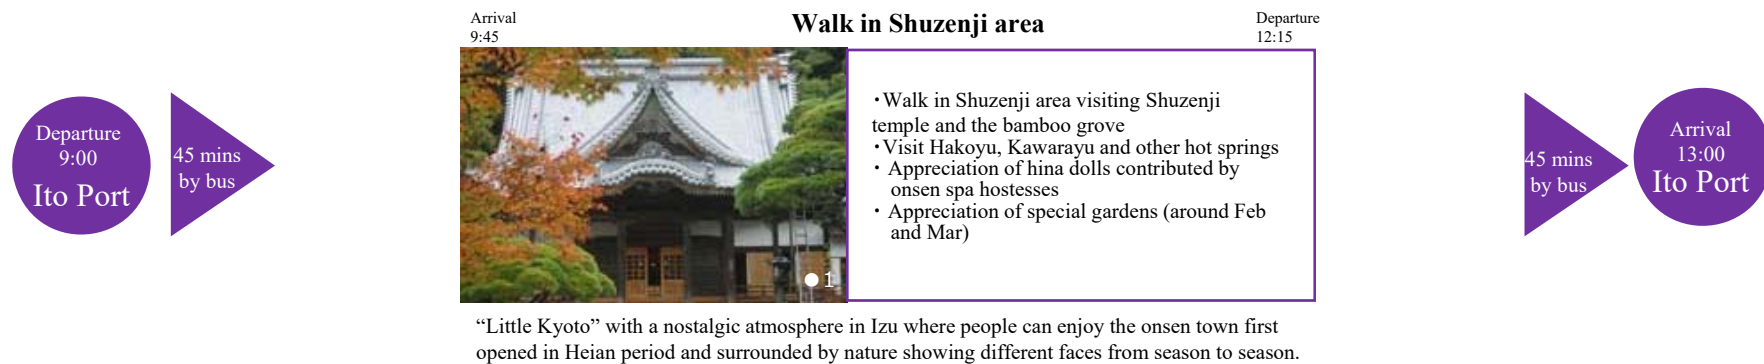 Departure
9:00
Ito Port
45 mins
by bus
Arrival
9:45
Walk in Shuzenji area
Departure
12:15
●1
・Walk in Shuzenji area visiting Shuzenji
temple and the bamboo grove
・Visit Hakoyu, Kawarayu and other hot springs
・Appreciation of hina dolls contributed by
onsen spa hostesses
・Appreciation of special gardens (around Feb
and Mar)
“Little Kyoto” with a nostalgic atmosphere in Izu where people can enjoy the onsen town first
opened in Heian period and surrounded by nature showing different faces from season to season.
45 mins
by bus
Arrival
13:00
Ito Port